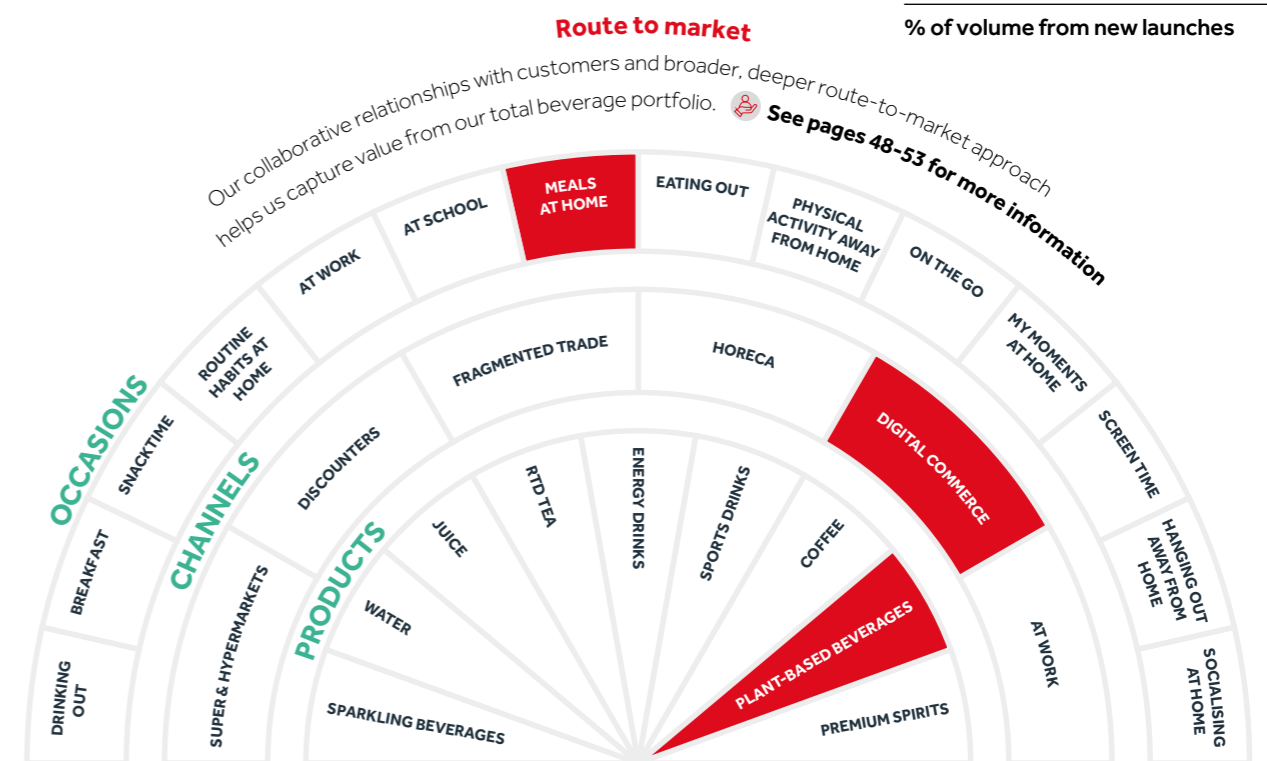 Route to market
% of volume from new launches
Our collaborative relationships with customers and broader, deeper route-to-market approach
helps us capture value from our total beverage portfolio. See pages 48-53 for more information
OCCASIONS
DRINKING
OUT
BREAKFAST
SNACKTIME
ROUTINE
HABITS AT
HOME
AT WORK
AT SCHOOL
MEALS
AT HOME
EATING OUT
PHYSICAL
ACTIVITY AWAY
FROM HOME
ON THE GO
MY MOMENTS
AT HOME
SCREEN TIME
HANGING OUT
AWAY FROM
HOME
SOCIALISING
AT HOME
CHANNELS
SUPER & HYPERMARKETS
DISCOUNTERS
FRAGMENTED TRADE
HORECA
DIGITAL COMMERCE
AT WORK
PRODUCTS
SPARKLING BEVERAGES
WATER
JUICE
RTD TEA
ENERGY DRINKS
SPORTS DRINKS
COFFEE
PLANT-BASED BEVERAGES
PREMIUM SPIRITS